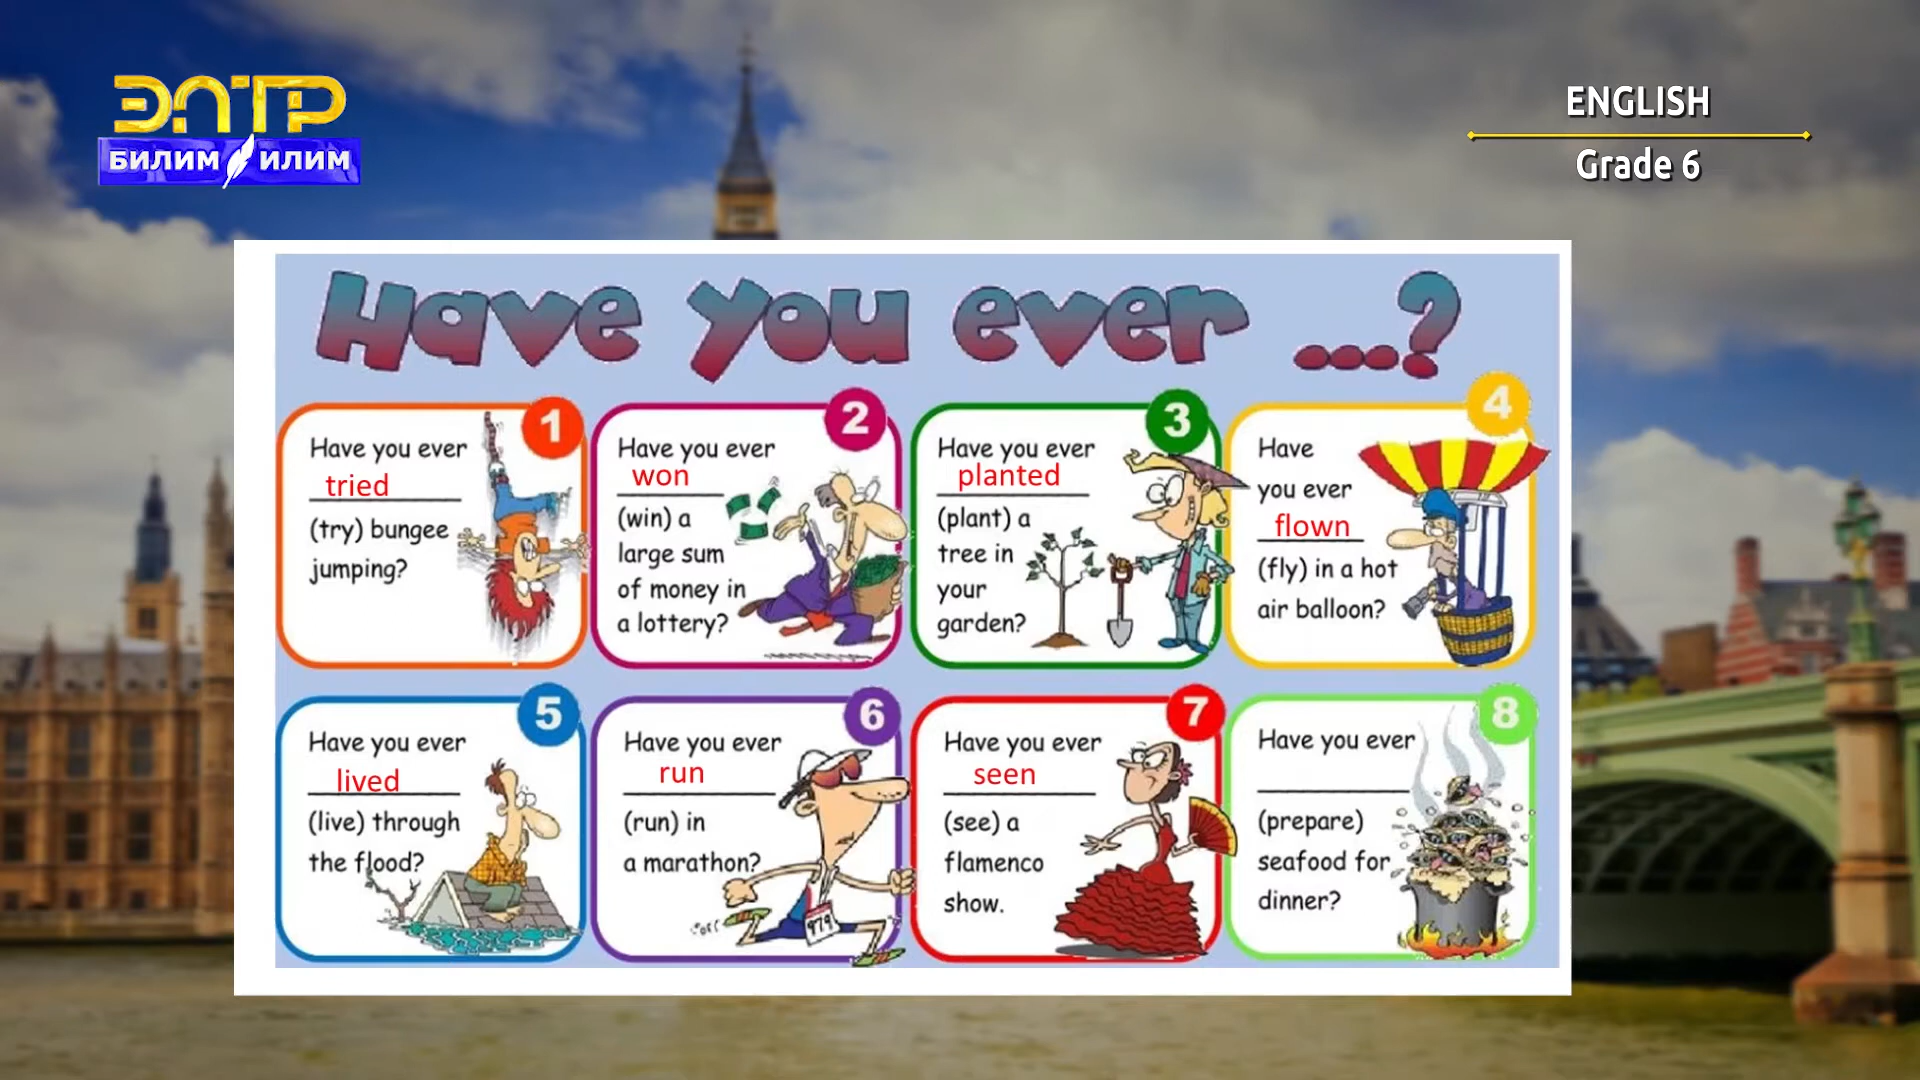 ЭЛТР
БИЛИМ ИЛИМ
ENGLISH
Grade 6
Have you ever ...?
1
Have you ever
tried
(try) bungee
jumping?
2
Have you ever
won
(win) a
large sum
of money in
a lottery?
3
Have you ever
planted
(plant) a
tree in
your
garden?
4
Have
you ever
flown
(fly) in a hot
air balloon?
5
Have you ever
lived
(live) through
the flood?
6
Have you ever
run
(run) in
a marathon?
979
7
Have you ever
seen
(see) a
flamenco
show.
8
Have you ever
(prepare)
seafood for
dinner?